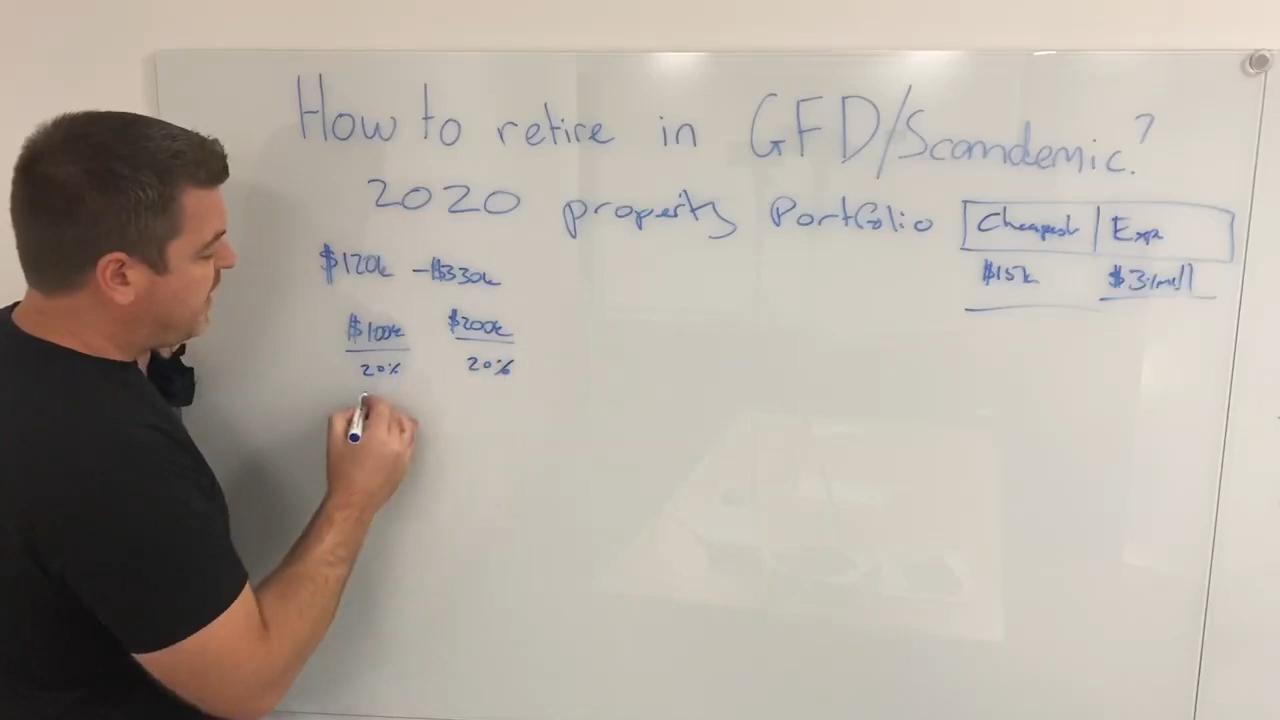 How to retire in GFD/Scamdemic?
2020 property Portfolio
Cheapest Exp
$15k $3.1mill
$120k - $330k
$100k $200k
20% 20%